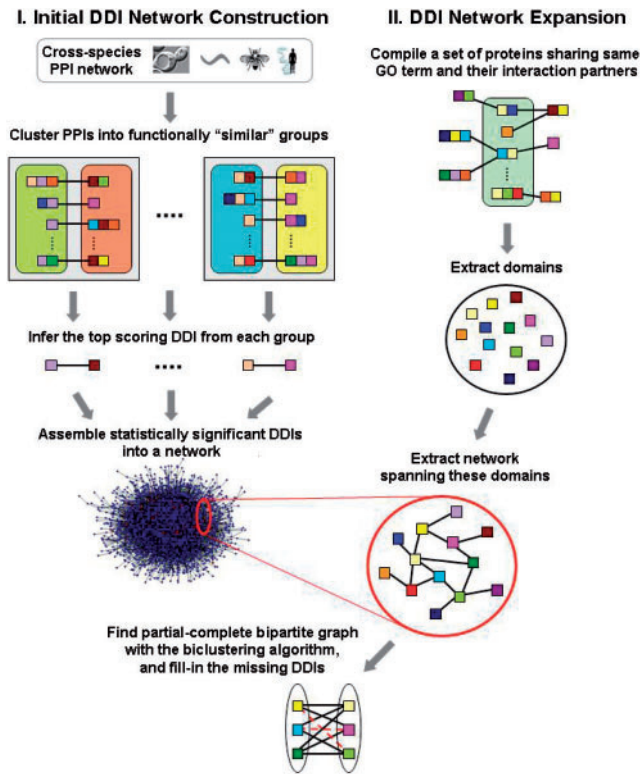 I. Initial DDI Network Construction
Cross-species
PPI network
Cluster PPIs into functionally “similar” groups
Infer the top scoring DDI from each group
Assemble statistically significant DDIs
into a network
II. DDI Network Expansion
Compile a set of proteins sharing same
GO term and their interaction partners
Extract domains
Extract network
spanning these domains
Find partial-complete bipartite graph
with the biclustering algorithm,
and fill-in the missing DDIs